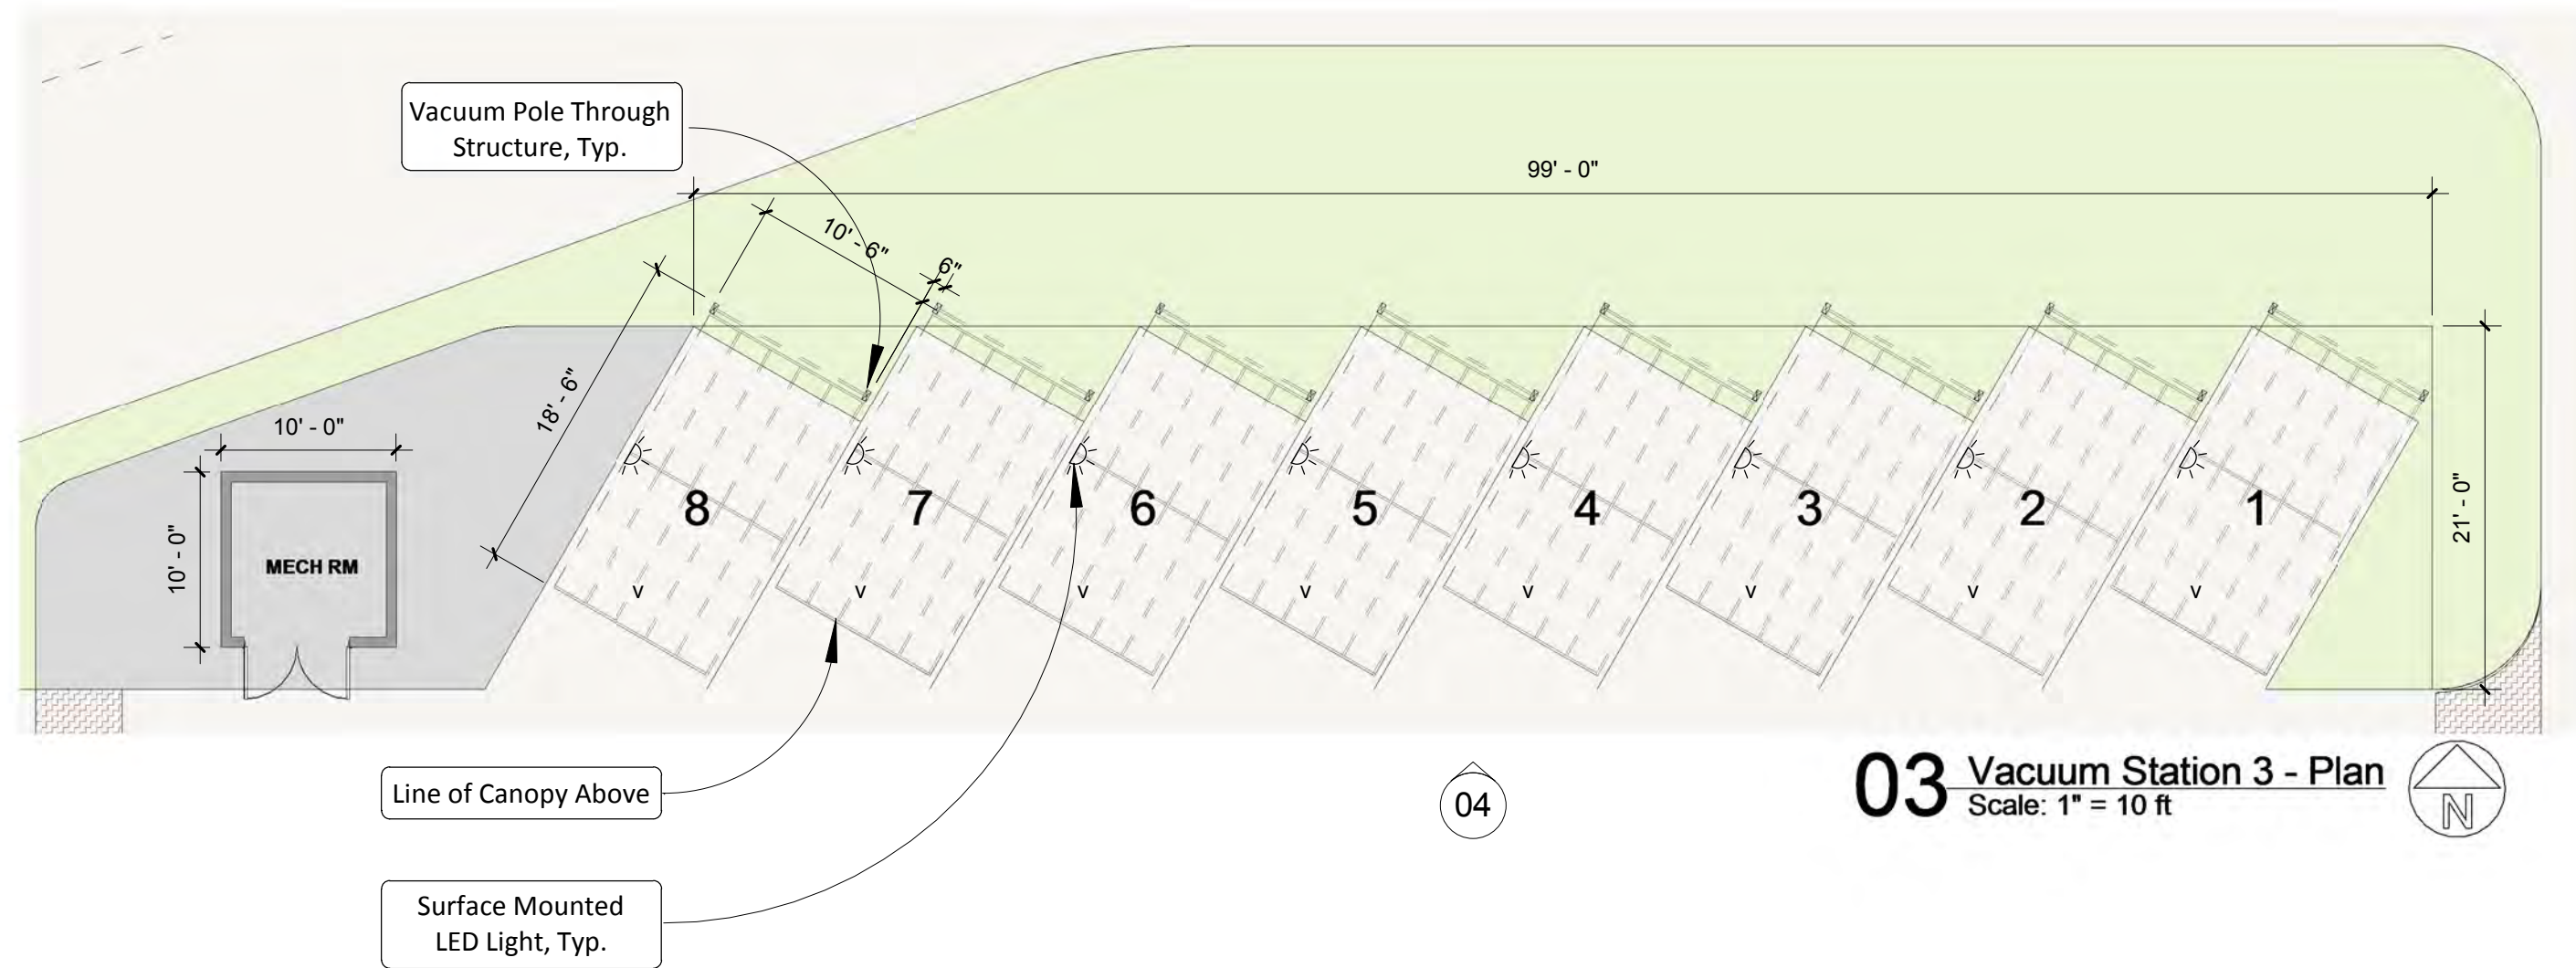 Vacuum Pole Through
Structure, Typ.
99' - 0"
10' - 6"
6"
18' - 6"
10' - 0"
10' - 0"
MECH RM
8
7
6
5
4
3
2
1
21' - 0"
v
v
v
v
v
v
v
v
Line of Canopy Above
04
03
Vacuum Station 3 - Plan
Scale: 1" = 10 ft
N
Surface Mounted
LED Light, Typ.